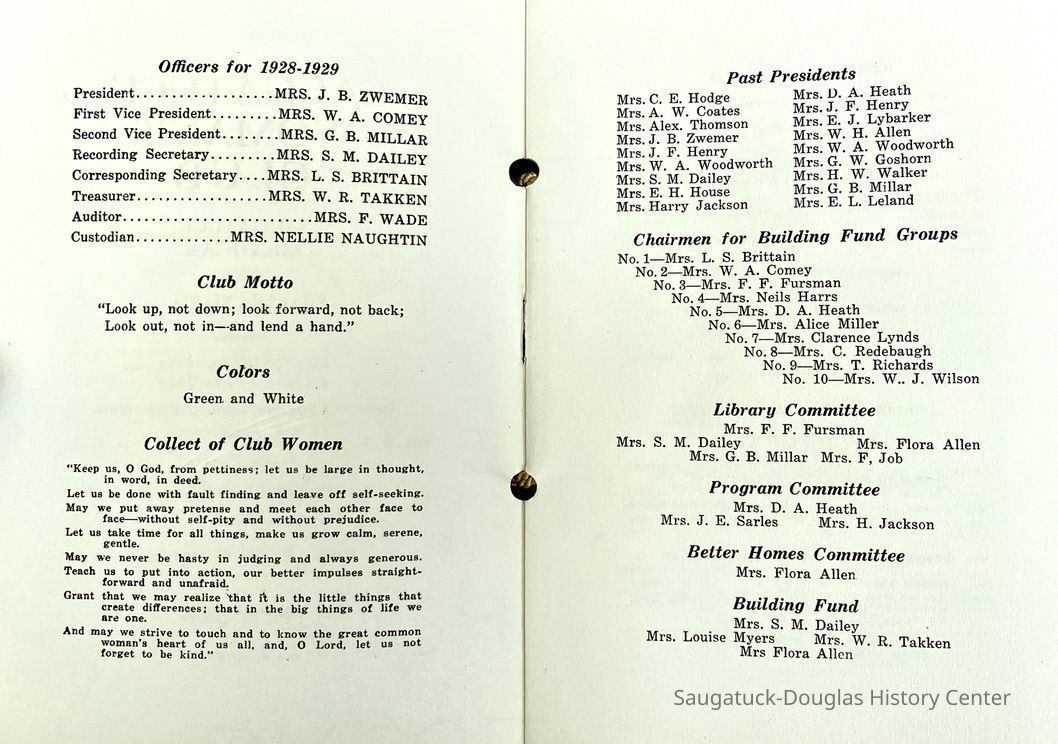 Officers for 1928-1929
President...................MRS. J. B. ZWEMER
First Vice President.........MRS. W. A. COMEY
Second Vice President........MRS. G. B. MILLAR
Recording Secretary.........MRS. S. M. DAILEY
Corresponding Secretary....MRS. L. S. BRITTAIN
Treasurer..................MRS. W. R. TAKKEN
Auditor..........................MRS. F. WADE
Custodian.............MRS. NELLIE NAUGHTIN
Club Motto
“Look up, not down; look forward, not back;
Look out, not in—and lend a hand.”
Colors
Green and White
Collect of Club Women
“Keep us, O God, from pettiness; let us be large in thought,
in word, in deed.
Let us be done with fault finding and leave off self-seeking.
May we put away pretense and meet each other face to
face—without self-pity and without prejudice.
Let us take time for all things, make us grow calm, serene,
gentle.
May we never be hasty in judging and always generous.
Teach us to put into action, our better impulses straight-
forward and unafraid.
Grant that we may realize that it is the little things that
create differences; that in the big things of life we
are one.
And may we strive to touch and to know the great common
woman's heart of us all, and, O Lord, let us not
forget to be kind.”
Past Presidents
Mrs. C. E. Hodge
Mrs. A. W. Coates
Mrs. Alex. Thomson
Mrs. J. B. Zwemer
Mrs. J. F. Henry
Mrs. W. A. Woodworth
Mrs. S. M. Dailey
Mrs. E. H. House
Mrs. Harry Jackson
Mrs. D. A. Heath
Mrs. J. F. Henry
Mrs. E. J. Lybarker
Mrs. W. H. Allen
Mrs. W. A. Woodworth
Mrs. G. W. Goshorn
Mrs. H. W. Walker
Mrs. G. B. Millar
Mrs. E. L. Leland
Chairmen for Building Fund Groups
No. 1—Mrs. L. S. Brittain
No. 2—Mrs. W. A. Comey
No. 3—Mrs. F. F. Fursman
No. 4—Mrs. Neils Harrs
No. 5—Mrs. D. A. Heath
No. 6—Mrs. Alice Miller
No. 7—Mrs. Clarence Lynds
No. 8—Mrs. C. Redebaugh
No. 9—Mrs. T. Richards
No. 10—Mrs. W.. J. Wilson
Library Committee
Mrs. F. F. Fursman
Mrs. S. M. Dailey Mrs. Flora Allen
Mrs. G. B. Millar Mrs. F, Job
Program Committee
Mrs. D. A. Heath
Mrs. J. E. Sarles Mrs. H. Jackson
Better Homes Committee
Mrs. Flora Allen
Building Fund
Mrs. S. M. Dailey
Mrs. Louise Myers Mrs. W. R. Takken
Mrs Flora Allen
Saugatuck-Douglas History Center